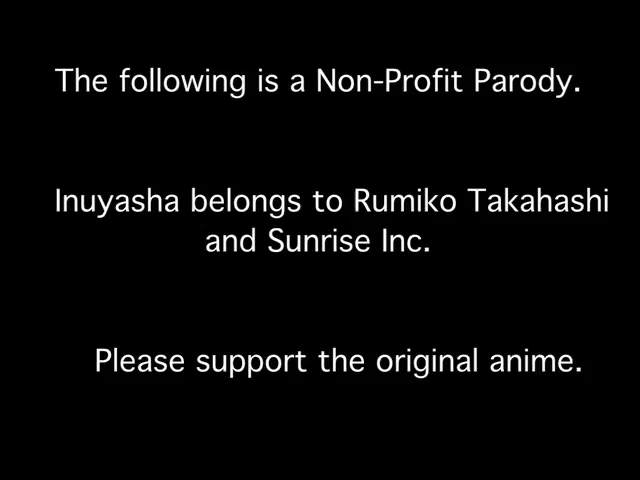 The following is a Non-Profit Parody.
Inuyasha belongs to Rumiko Takahashi
and Sunrise Inc.
Please support the original anime.